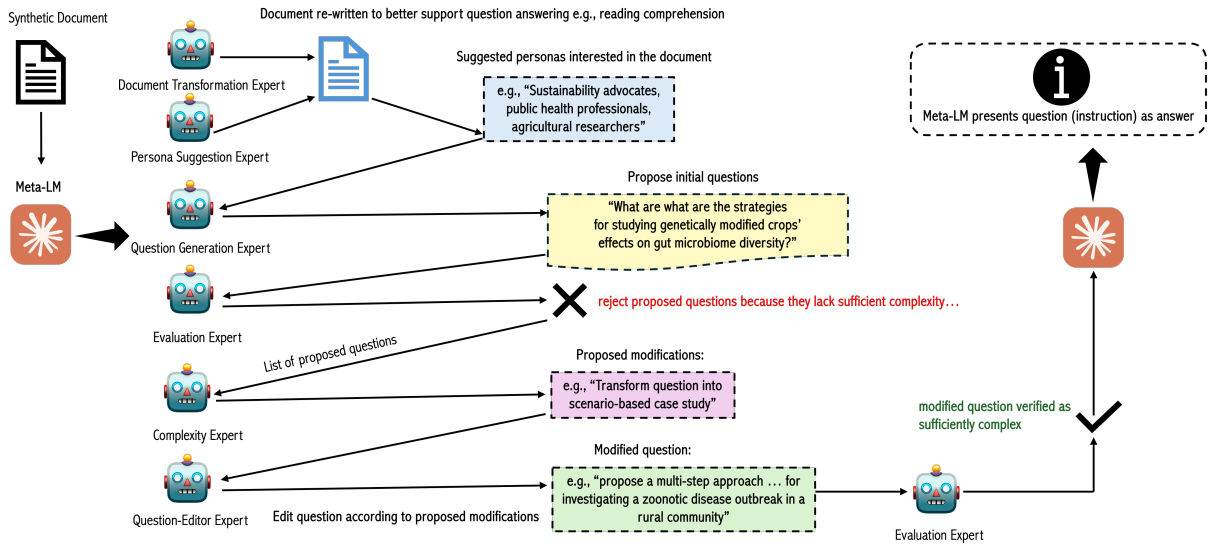 Synthetic Document
Document re-written to better support question answering e.g., reading comprehension
Document Transformation Expert
Suggested personas interested in the document
e.g., “Sustainability advocates,
public health professionals,
agricultural researchers”
Persona Suggestion Expert
Meta-LM
Question Generation Expert
Propose initial questions
“What are what are the strategies
for studying genetically modified crops’
effects on gut microbiome diversity?”
Evaluation Expert
reject proposed questions because they lack sufficient complexity...
List of proposed questions
Complexity Expert
Proposed modifications:
e.g., “Transform question into
scenario-based case study”
Question-Editor Expert
Edit question according to proposed modifications
Modified question:
e.g., “propose a multi-step approach ... for
investigating a zoonotic disease outbreak in a
rural community”
Evaluation Expert
modified question verified as
sufficiently complex
Meta-LM presents question (instruction) as answer